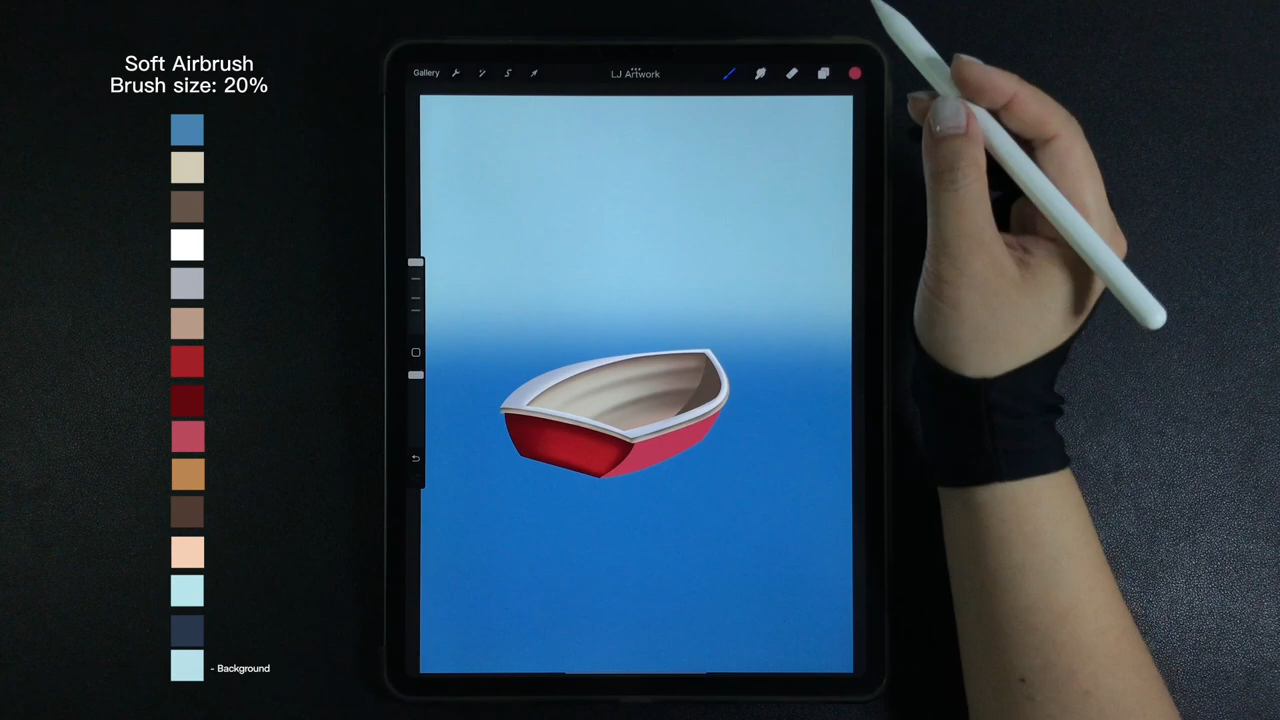 Soft Airbrush
Brush size: 20%
Gallery
LJ Artwork
- Background